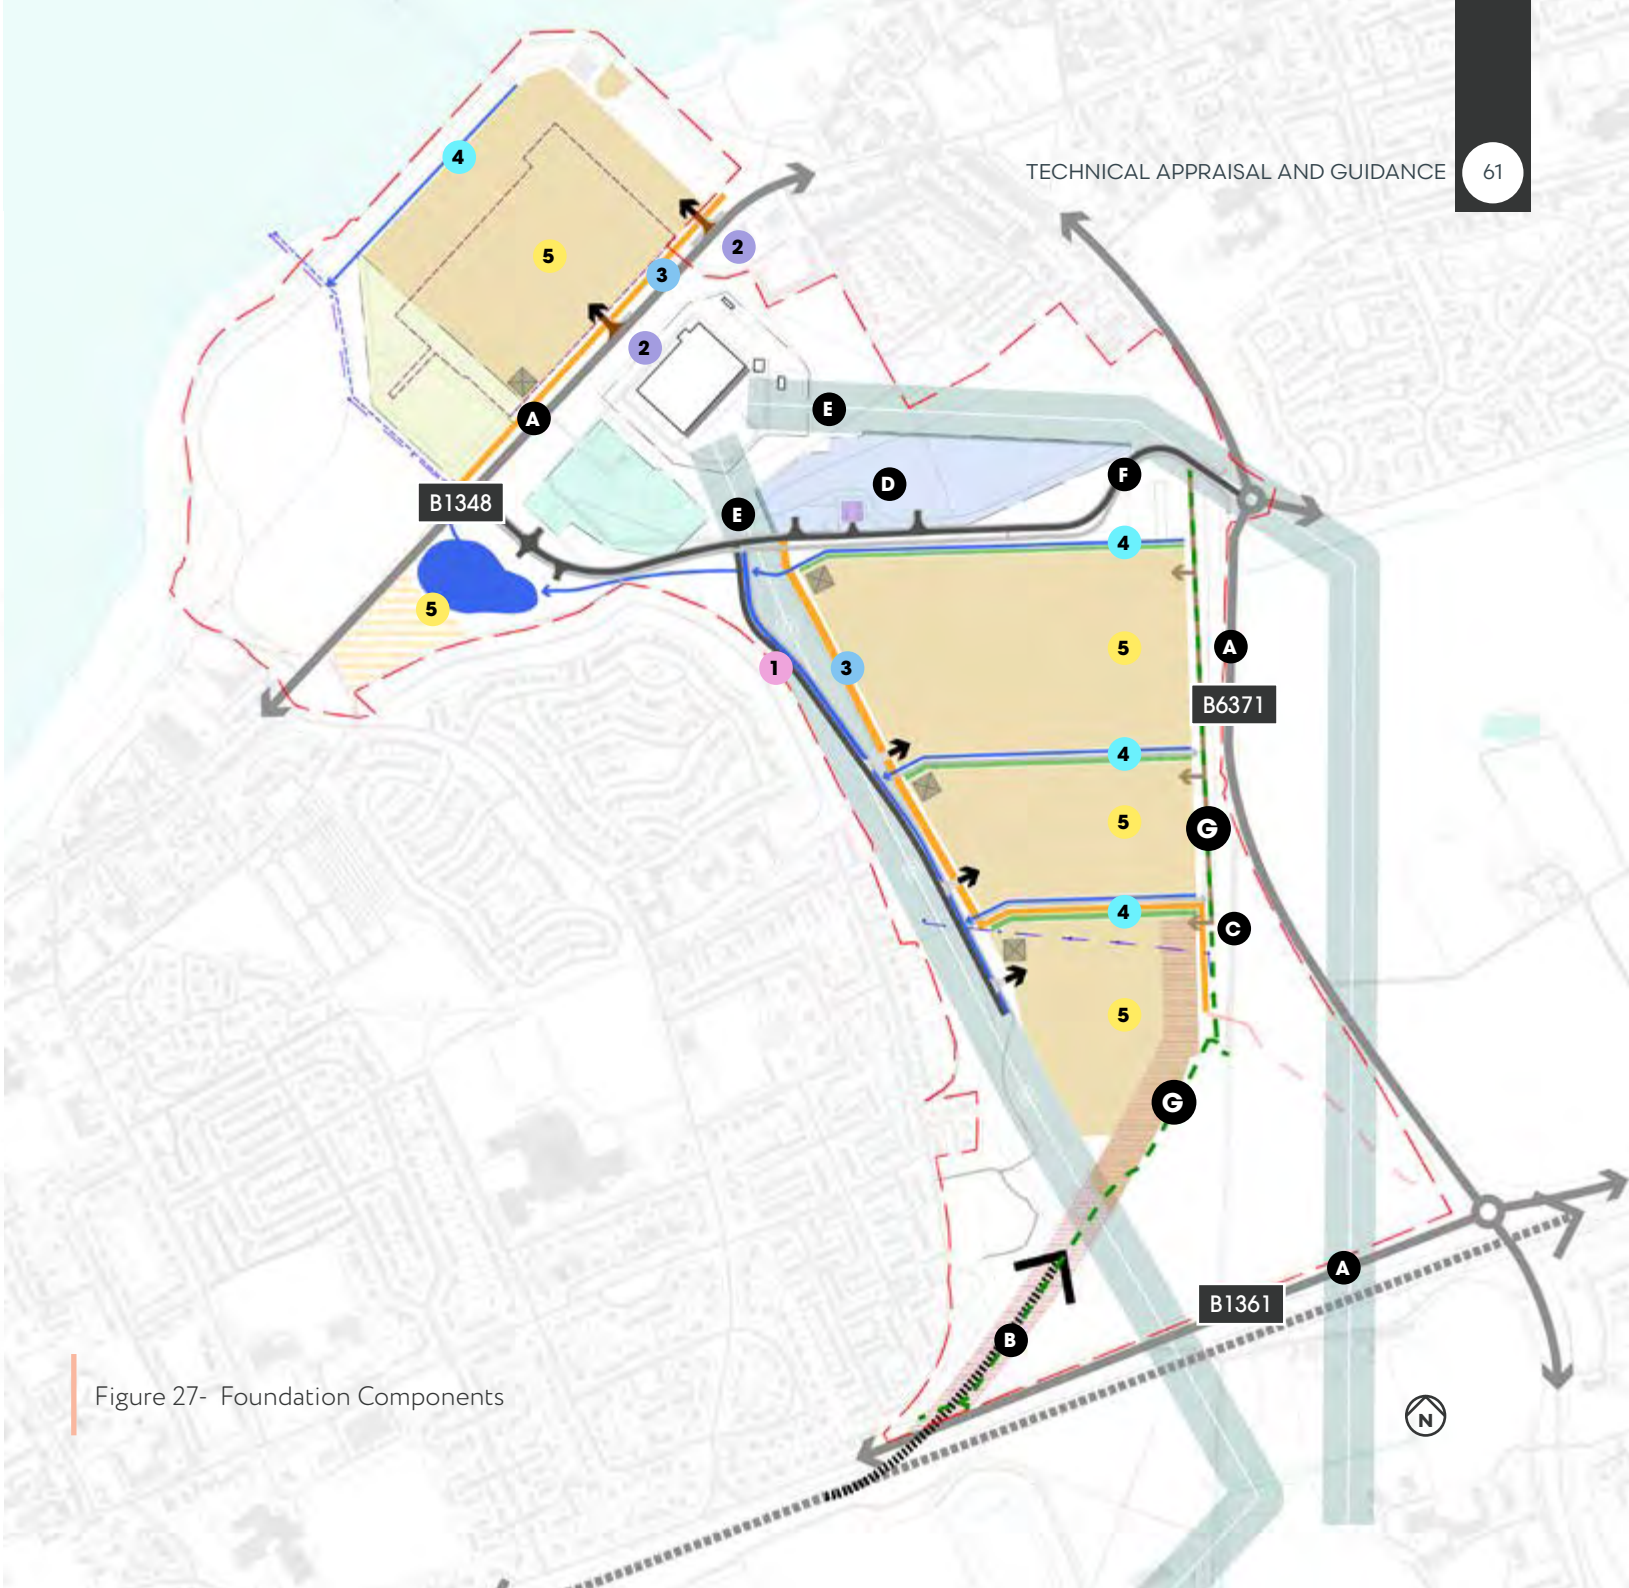 TECHNICAL APPRAISAL AND GUIDANCE 61
4
2
5
3
2
A
E
D
F
B1348
E
4
5
5
A
1
3
B6371
4
5
G
4
C
5
G
A
B1361
B
Figure 27- Foundation Components
N